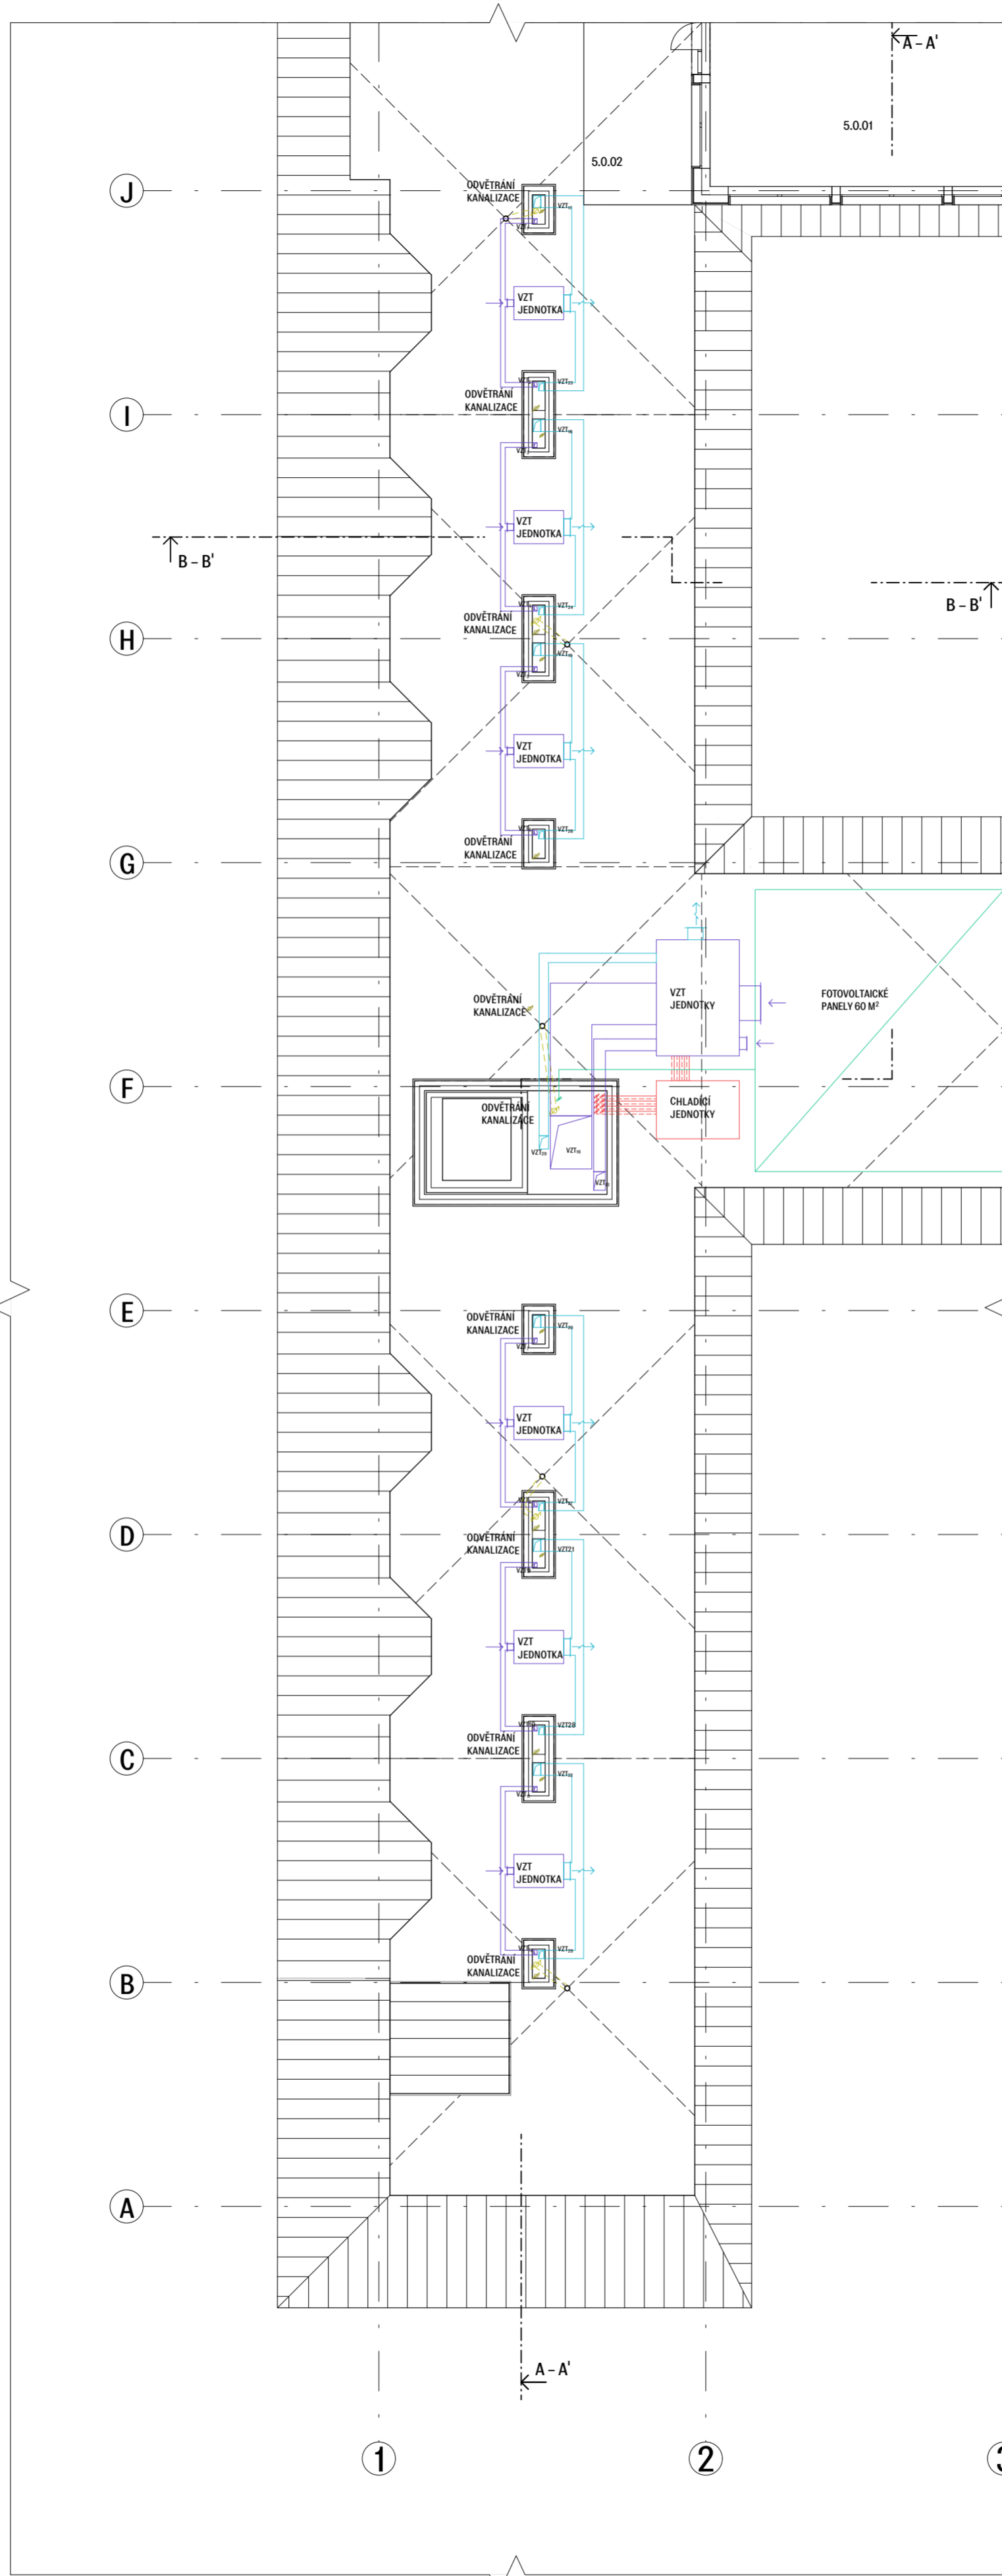 A – A'
5.0.01
5.0.02
J
ODVĚTRÁNÍ
KANALIZACE
VZT
JEDNOTKA
I
ODVĚTRÁNÍ
KANALIZACE
VZT
JEDNOTKA
B – B'
B – B'
H
ODVĚTRÁNÍ
KANALIZACE
VZT
JEDNOTKA
G
ODVĚTRÁNÍ
KANALIZACE
ODVĚTRÁNÍ
KANALIZACE
VZT
JEDNOTKY
FOTOVOLTAICKÉ
PANELY 60 M²
F
ODVĚTRÁNÍ
KANALIZACE
CHLADÍCÍ
JEDNOTKY
E
ODVĚTRÁNÍ
KANALIZACE
VZT
JEDNOTKA
D
ODVĚTRÁNÍ
KANALIZACE
VZT21
VZT
JEDNOTKA
VZT28
C
ODVĚTRÁNÍ
KANALIZACE
VZT
JEDNOTKA
B
ODVĚTRÁNÍ
KANALIZACE
A
A – A'
1
2
3